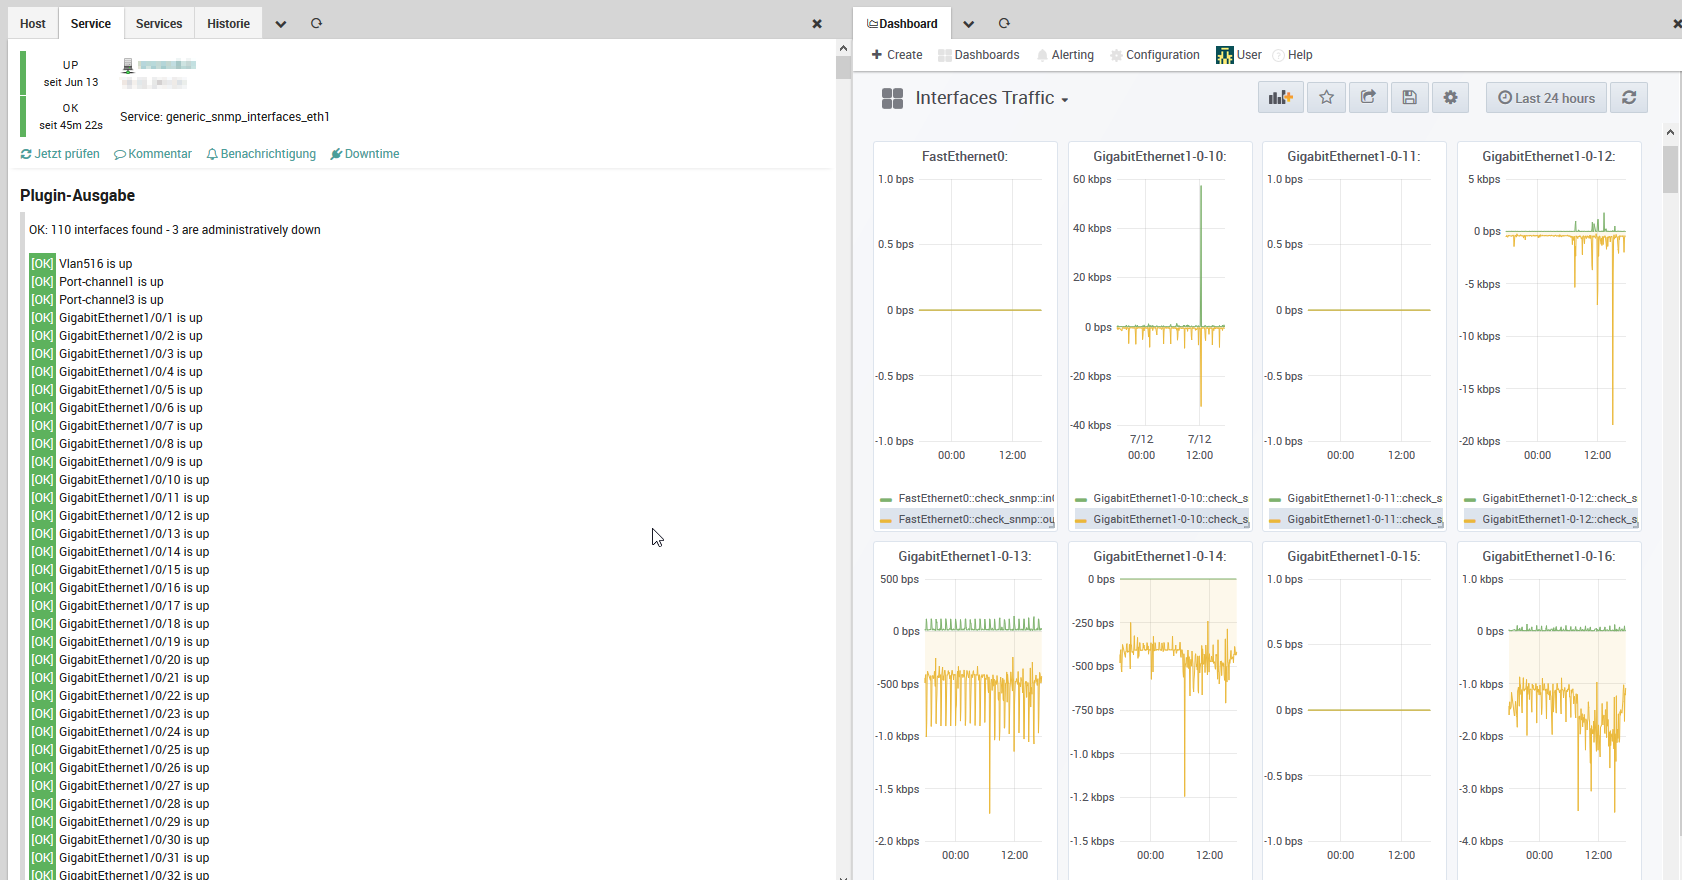 Host
Service
Services
Historie
UP
seit Jun 13
OK
seit 45m 22s
Service: generic_snmp_interfaces_eth1
Jetzt prüfen
Kommentar
Benachrichtigung
Downtime
Plugin-Ausgabe
OK: 110 interfaces found - 3 are administratively down
[OK] Vlan516 is up
[OK] Port-channel1 is up
[OK] Port-channel3 is up
[OK] GigabitEthernet1/0/1 is up
[OK] GigabitEthernet1/0/2 is up
[OK] GigabitEthernet1/0/3 is up
[OK] GigabitEthernet1/0/4 is up
[OK] GigabitEthernet1/0/5 is up
[OK] GigabitEthernet1/0/6 is up
[OK] GigabitEthernet1/0/7 is up
[OK] GigabitEthernet1/0/8 is up
[OK] GigabitEthernet1/0/9 is up
[OK] GigabitEthernet1/0/10 is up
[OK] GigabitEthernet1/0/11 is up
[OK] GigabitEthernet1/0/12 is up
[OK] GigabitEthernet1/0/13 is up
[OK] GigabitEthernet1/0/14 is up
[OK] GigabitEthernet1/0/15 is up
[OK] GigabitEthernet1/0/16 is up
[OK] GigabitEthernet1/0/17 is up
[OK] GigabitEthernet1/0/18 is up
[OK] GigabitEthernet1/0/19 is up
[OK] GigabitEthernet1/0/20 is up
[OK] GigabitEthernet1/0/21 is up
[OK] GigabitEthernet1/0/22 is up
[OK] GigabitEthernet1/0/23 is up
[OK] GigabitEthernet1/0/24 is up
[OK] GigabitEthernet1/0/25 is up
[OK] GigabitEthernet1/0/26 is up
[OK] GigabitEthernet1/0/27 is up
[OK] GigabitEthernet1/0/28 is up
[OK] GigabitEthernet1/0/29 is up
[OK] GigabitEthernet1/0/30 is up
[OK] GigabitEthernet1/0/31 is up
[OK] GigabitEthernet1/0/32 is up
Dashboard
Create
Dashboards
Alerting
Configuration
User
Help
Interfaces Traffic
Last 24 hours
FastEthernet0:
1.0 bps
0.5 bps
0 bps
-0.5 bps
-1.0 bps
00:00
12:00
FastEthernet0::check_snmp::in
FastEthernet0::check_snmp::ou
GigabitEthernet1-0-10:
60 kbps
40 kbps
20 kbps
0 bps
-20 kbps
-40 kbps
7/12
00:00
7/12
12:00
GigabitEthernet1-0-10::check_s
GigabitEthernet1-0-10::check_s
GigabitEthernet1-0-11:
1.0 bps
0.5 bps
0 bps
-0.5 bps
-1.0 bps
00:00
12:00
GigabitEthernet1-0-11::check_s
GigabitEthernet1-0-11::check_s
GigabitEthernet1-0-12:
5 kbps
0 bps
-5 kbps
-10 kbps
-15 kbps
-20 kbps
00:00
12:00
GigabitEthernet1-0-12::check_s
GigabitEthernet1-0-12::check_s
GigabitEthernet1-0-13:
500 bps
0 bps
-500 bps
-1.0 kbps
-1.5 kbps
-2.0 kbps
00:00
12:00
GigabitEthernet1-0-14:
0 bps
-250 bps
-500 bps
-750 bps
-1.0 kbps
-1.2 kbps
-1.5 kbps
00:00
12:00
GigabitEthernet1-0-15:
1.0 bps
0.5 bps
0 bps
-0.5 bps
-1.0 bps
00:00
12:00
GigabitEthernet1-0-16:
1.0 kbps
0 bps
-1.0 kbps
-2.0 kbps
-3.0 kbps
-4.0 kbps
00:00
12:00